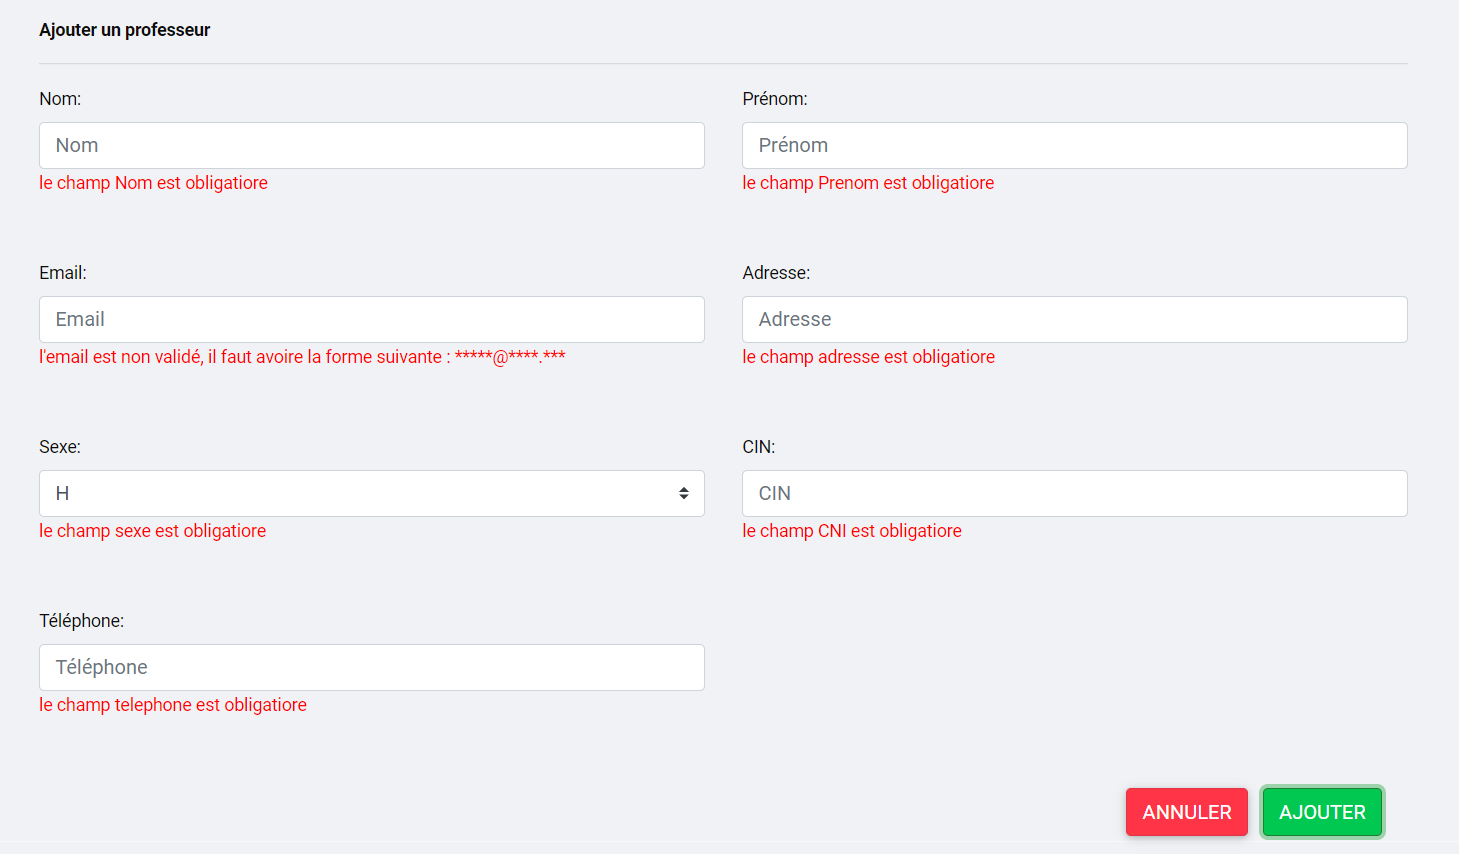 Ajouter un professeur
Nom:
Prénom:
Nom
Prénom
le champ Nom est obligatiore
le champ Prenom est obligatiore
Email:
Adresse:
Email
Adresse
l'email est non validé, il faut avoire la forme suivante : *****@****.***
le champ adresse est obligatiore
Sexe:
CIN:
H
CIN
le champ sexe est obligatiore
le champ CNI est obligatiore
Téléphone:
Téléphone
le champ telephone est obligatiore
ANNULER
AJOUTER